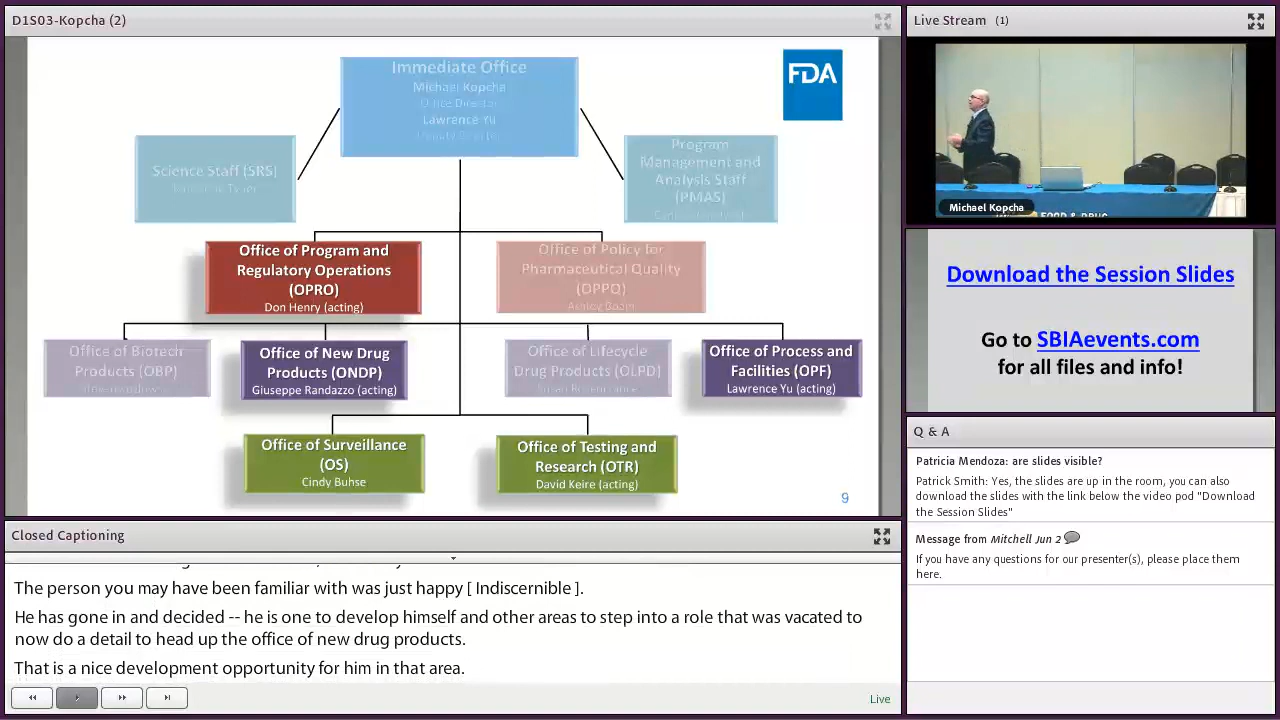 D1S03-Kopcha (2)
Immediate Office
Michael Kopcha
Office Director
Lawrence Yu
Deputy Director
FDA
Science Staff (SRS)
Program
Management and
Analysis Staff
(PMAS)
Office of Program and
Regulatory Operations
(OPRO)
Don Henry (acting)
Office of Policy for
Pharmaceutical Quality
(OPPQ)
Ashley Boam
Office of Biotech
Products (OBP)
Office of New Drug
Products (ONDP)
Giuseppe Randazzo (acting)
Office of Lifecycle
Drug Products (OLPD)
Susan Rosencrance
Office of Process and
Facilities (OPF)
Lawrence Yu (acting)
Office of Surveillance
(OS)
Cindy Buhse
Office of Testing and
Research (OTR)
David Keire (acting)
9
Closed Captioning
The person you may have been familiar with was just happy [ Indiscernible ].
He has gone in and decided -- he is one to develop himself and other areas to step into a role that was vacated to
now do a detail to head up the office of new drug products.
That is a nice development opportunity for him in that area.
Live
Live Stream (1)
Michael Kopcha
FOOD & DRUG
Download the Session Slides
Go to SBIAevents.com
for all files and info!
Q & A
Patricia Mendoza: are slides visible?
Patrick Smith: Yes, the slides are up in the room, you can also
download the slides with the link below the video pod "Download
the Session Slides"
Message from Mitchell Jun 2
If you have any questions for our presenter(s), please place them
here.